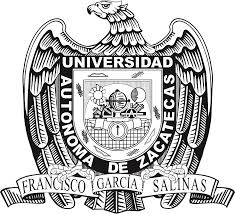 UNIVERSIDAD
AUTONOMA
DE ZACATECAS
FRANCISCO GARCIA SALINAS